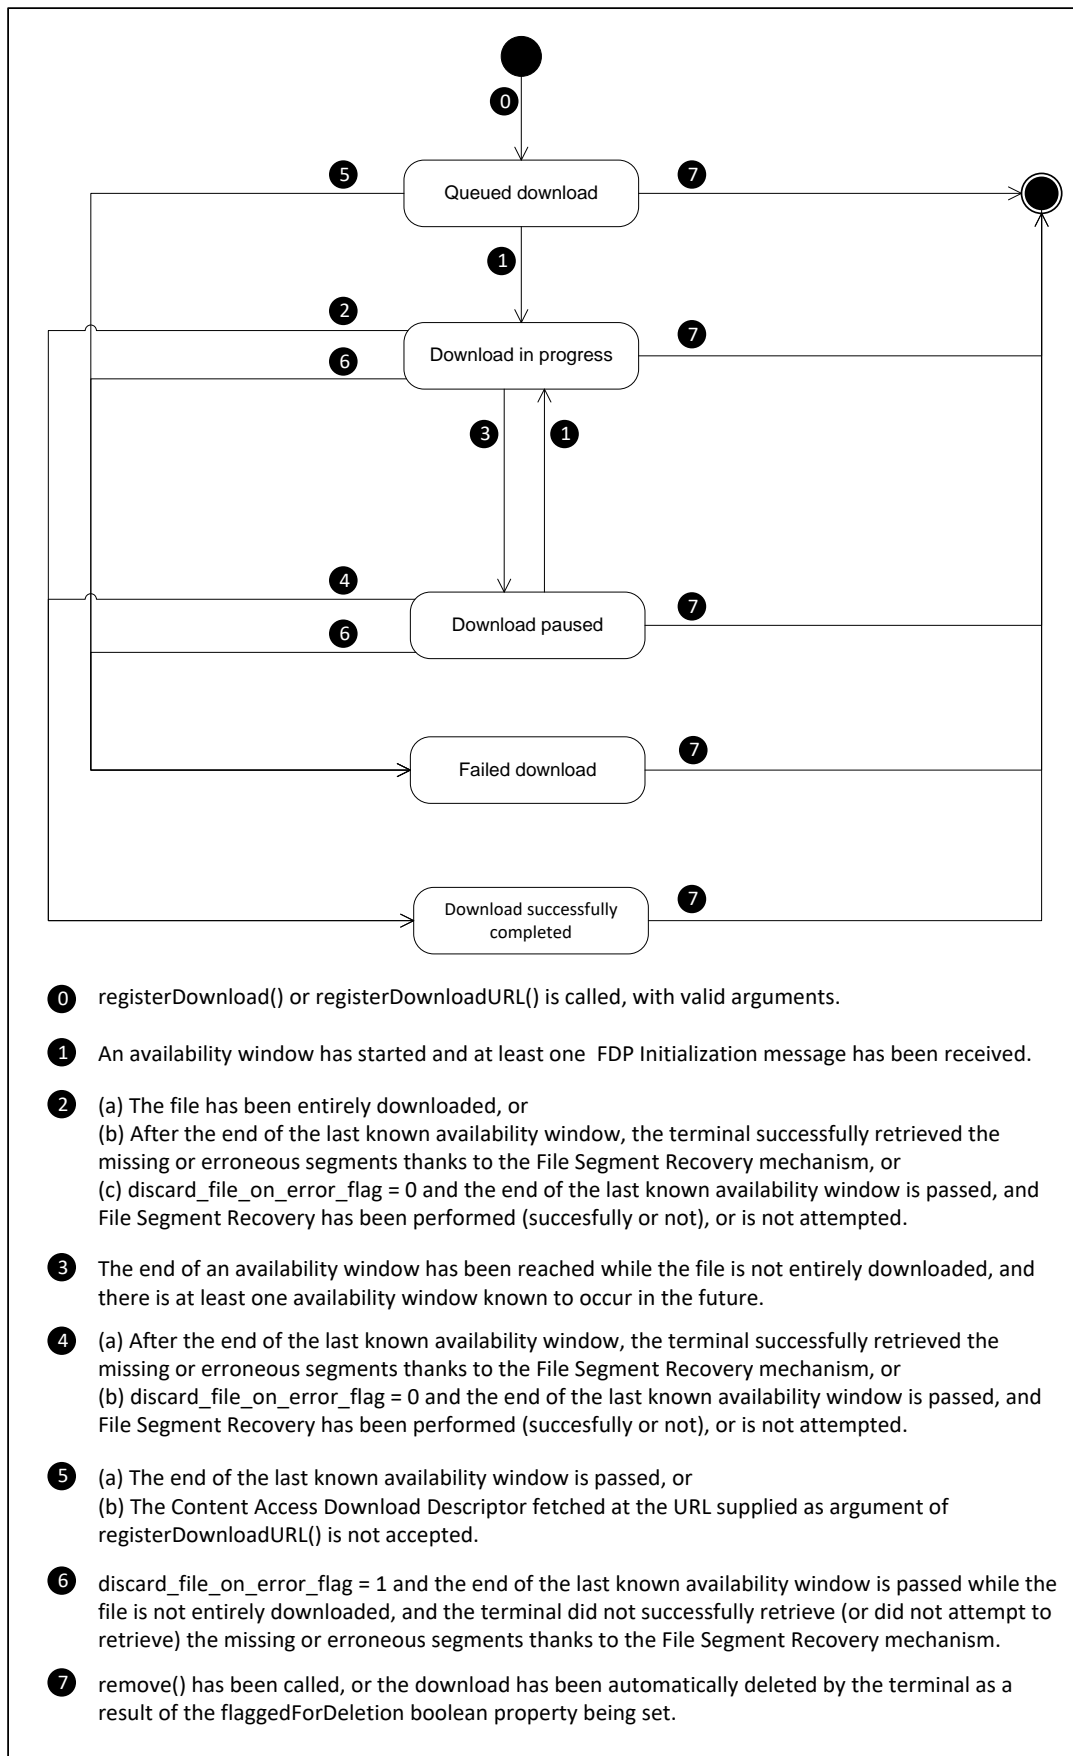 0
5
Queued download
7
1
2
Download in progress
7
6
3
1
4
Download paused
7
6
Failed download
7
Download successfully
completed
7
0 registerDownload() or registerDownloadURL() is called, with valid arguments.
1 An availability window has started and at least one FDP Initialization message has been received.
2 (a) The file has been entirely downloaded, or
(b) After the end of the last known availability window, the terminal successfully retrieved the
missing or erroneous segments thanks to the File Segment Recovery mechanism, or
(c) discard_file_on_error_flag = 0 and the end of the last known availability window is passed, and
File Segment Recovery has been performed (succesfully or not), or is not attempted.
3 The end of an availability window has been reached while the file is not entirely downloaded, and
there is at least one availability window known to occur in the future.
4 (a) After the end of the last known availability window, the terminal successfully retrieved the
missing or erroneous segments thanks to the File Segment Recovery mechanism, or
(b) discard_file_on_error_flag = 0 and the end of the last known availability window is passed, and
File Segment Recovery has been performed (succesfully or not), or is not attempted.
5 (a) The end of the last known availability window is passed, or
(b) The Content Access Download Descriptor fetched at the URL supplied as argument of
registerDownloadURL() is not accepted.
6 discard_file_on_error_flag = 1 and the end of the last known availability window is passed while the
file is not entirely downloaded, and the terminal did not successfully retrieve (or did not attempt to
retrieve) the missing or erroneous segments thanks to the File Segment Recovery mechanism.
7 remove() has been called, or the download has been automatically deleted by the terminal as a
result of the flaggedForDeletion boolean property being set.